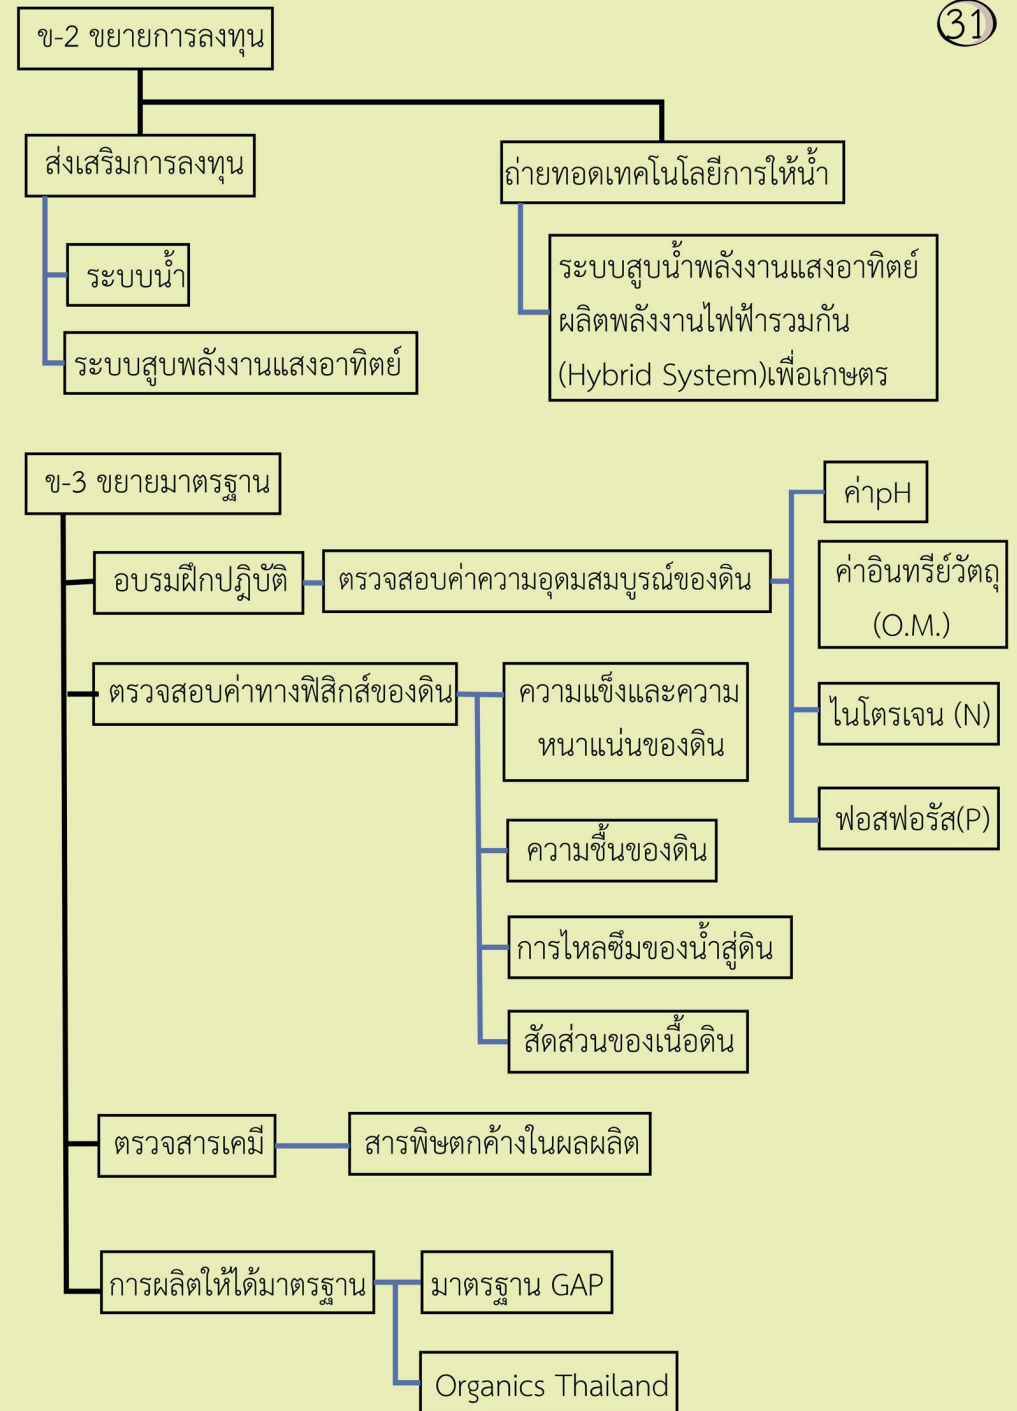 31
ข-2 ขยายการลงทุน
ส่งเสริมการลงทุน
ระบบน้ำ
ระบบสูบพลังงานแสงอาทิตย์
ถ่ายทอดเทคโนโลยีการให้น้ำ
ระบบสูบน้ำพลังงานแสงอาทิตย์
ผลิตพลังงานไฟฟ้ารวมกัน
(Hybrid System)เพื่อเกษตร
ข-3 ขยายมาตรฐาน
อบรมฝึกปฏิบัติ
ตรวจสอบค่าความอุดมสมบูรณ์ของดิน
ค่าpH
ค่าอินทรีย์วัตถุ
(O.M.)
ไนโตรเจน (N)
ฟอสฟอรัส(P)
ตรวจสอบค่าทางฟิสิกส์ของดิน
ความแข็งและความ
หนาแน่นของดิน
ความชื้นของดิน
การไหลซึมของน้ำสู่ดิน
สัดส่วนของเนื้อดิน
ตรวจสารเคมี
สารพิษตกค้างในผลผลิต
การผลิตให้ได้มาตรฐาน
มาตรฐาน GAP
Organics Thailand